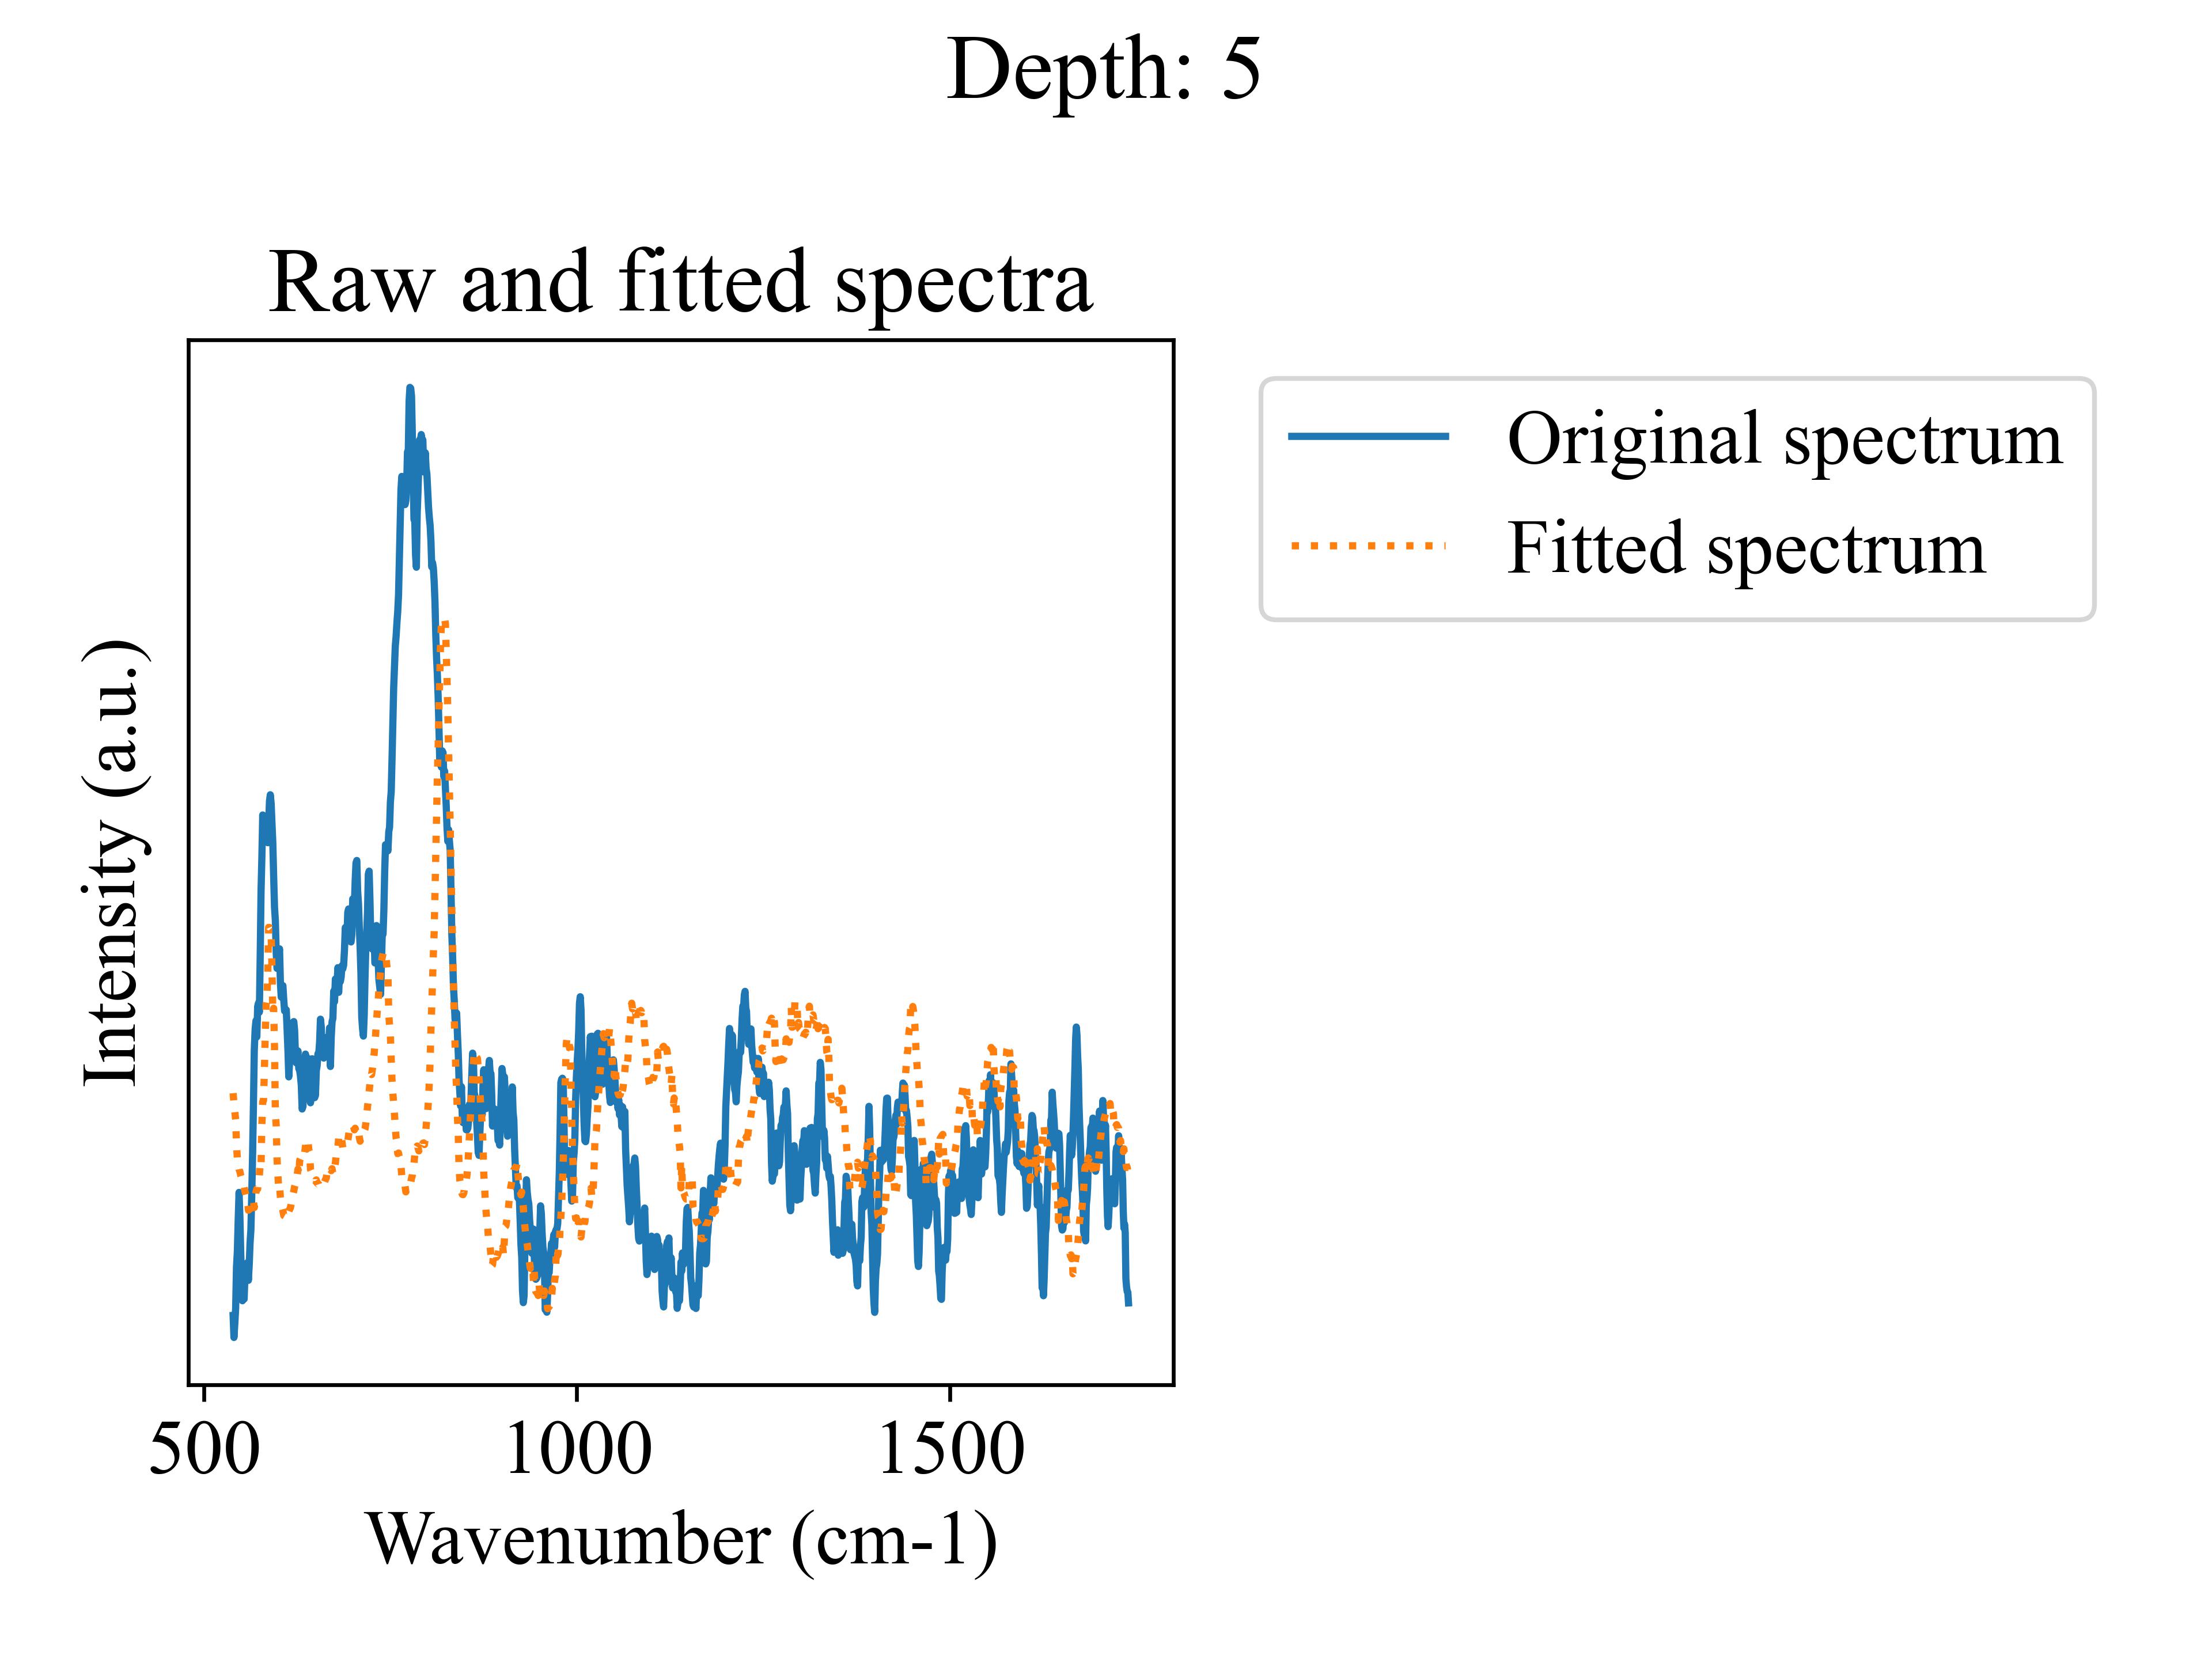 Depth: 5
Raw and fitted spectra
Original spectrum
Fitted spectrum
Intensity (a.u.)
500 1000 1500
Wavenumber (cm-1)